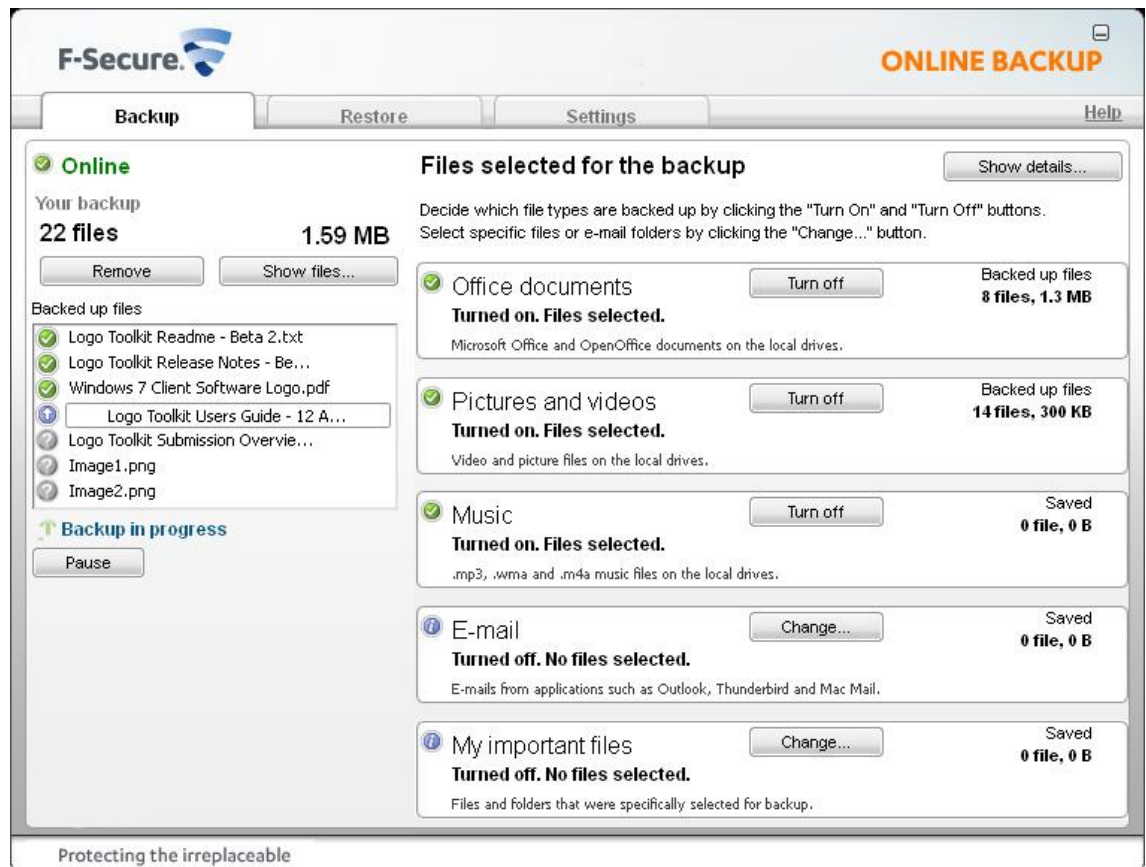 F-Secure.
ONLINE BACKUP
Backup
Restore
Settings
Help
Online
Your backup
22 files 1.59 MB
Remove
Show files...
Backed up files
Logo Toolkit Readme - Beta 2.txt
Logo Toolkit Release Notes - Be...
Windows 7 Client Software Logo.pdf
Logo Toolkit Users Guide - 12 A...
Logo Toolkit Submission Overvie...
Image1.png
Image2.png
Backup in progress
Pause
Files selected for the backup
Show details...
Decide which file types are backed up by clicking the "Turn On" and "Turn Off" buttons.
Select specific files or e-mail folders by clicking the "Change..." button.
Office documents
Turn off
Backed up files
8 files, 1.3 MB
Turned on. Files selected.
Microsoft Office and OpenOffice documents on the local drives.
Pictures and videos
Turn off
Backed up files
14 files, 300 KB
Turned on. Files selected.
Video and picture files on the local drives.
Music
Turn off
Saved
0 file, 0 B
Turned on. Files selected.
.mp3, .wma and .m4a music files on the local drives.
E-mail
Change...
Saved
0 file, 0 B
Turned off. No files selected.
E-mails from applications such as Outlook, Thunderbird and Mac Mail.
My important files
Change...
Saved
0 file, 0 B
Turned off. No files selected.
Files and folders that were specifically selected for backup.
Protecting the irreplaceable